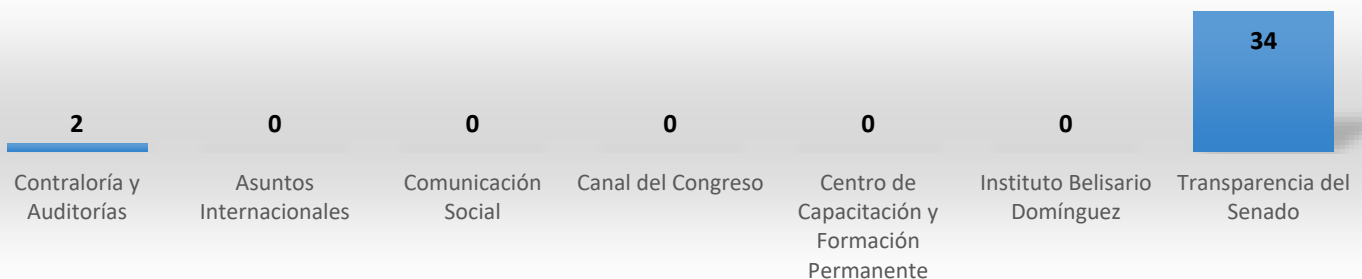 34
2 0 0 0 0 0
Contraloría y Auditorías
Asuntos Internacionales
Comunicación Social
Canal del Congreso
Centro de Capacitación y Formación Permanente
Instituto Belisario Domínguez
Transparencia del Senado